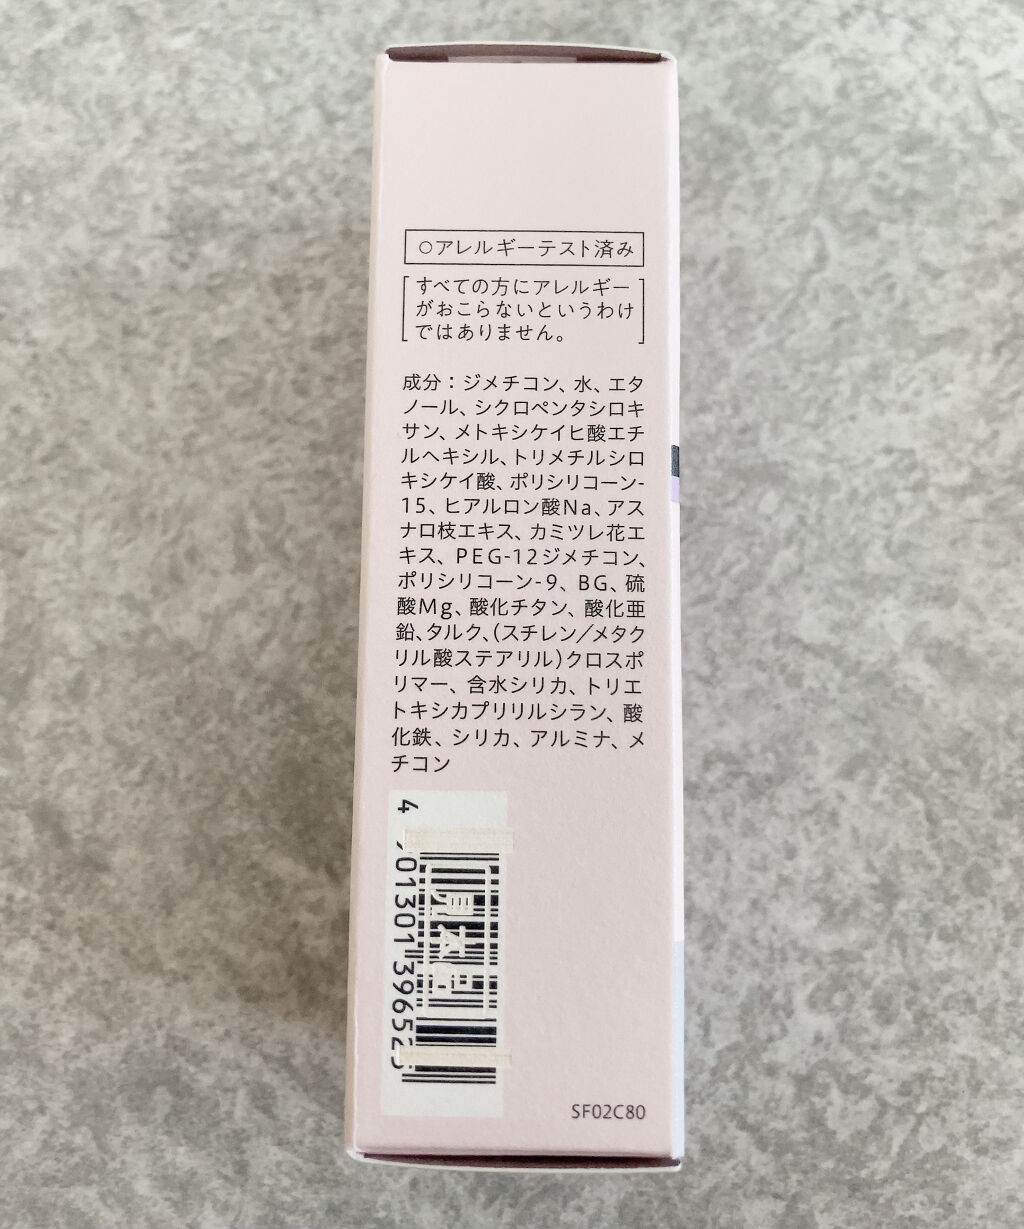 ○アレルギーテスト済み
すべての方にアレルギー
がおこらないというわけ
ではありません。
成分：ジメチコン、水、エタ
ノール、シクロペンタシロキ
サン、メトキシケイヒ酸エチ
ルヘキシル、トリメチルシロ
キシケイ酸、ポリシリコーン-
15、ヒアルロン酸Na、アス
ナロ枝エキス、カミツレ花エ
キス、PEG-12ジメチコン、
ポリシリコーン-9、BG、硫
酸Mg、酸化チタン、酸化亜
鉛、タルク、（スチレン／メタク
リル酸ステアリル）クロスポ
リマー、含水シリカ、トリエ
トキシカプリリルシラン、酸
化鉄、シリカ、アルミナ、メ
チコン
4 901301 396525
見本品
SF02C80